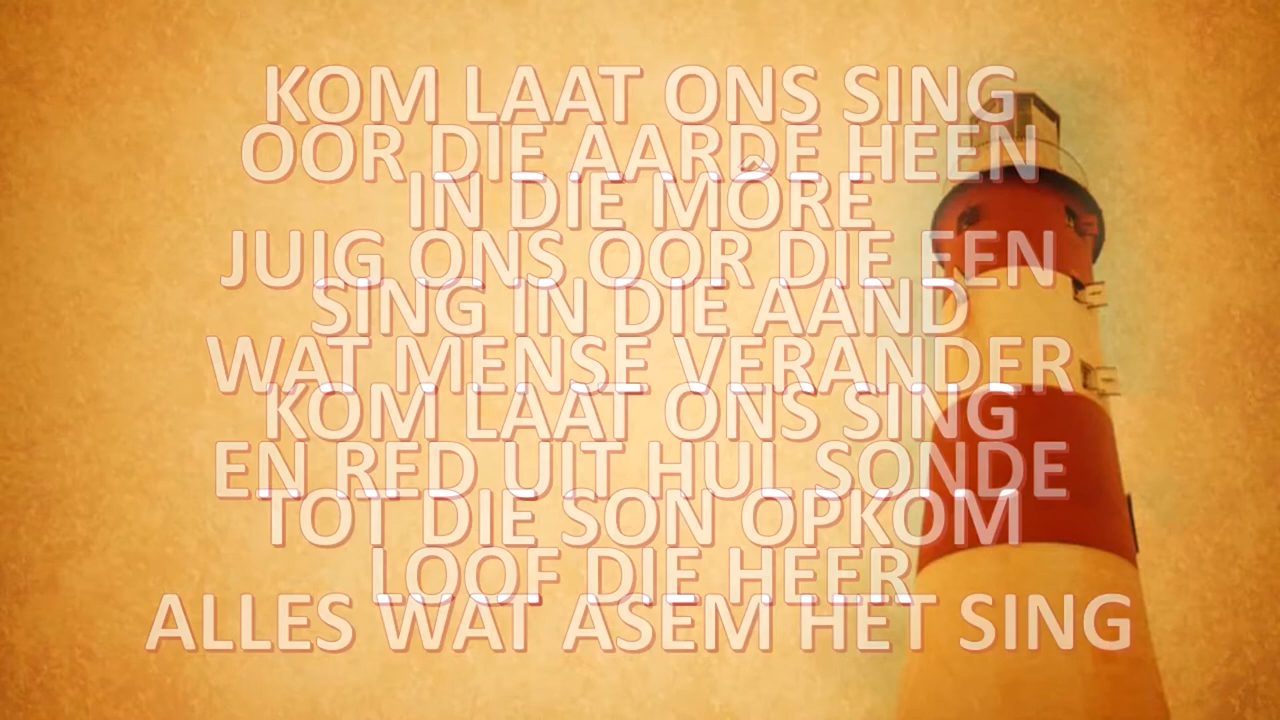 KOM LAAT ONS SING
OOR DIE AARDE HEEN
IN DIE MÔRE
JUIG ONS OOR DIE EEN
SING IN DIE AAND
WAT MENSE VERANDER
KOM LAAT ONS SING
EN RED UIT HUL SONDE
TOT DIE SON OPKOM
LOOF DIE HEER
ALLES WAT ASEM HET SING